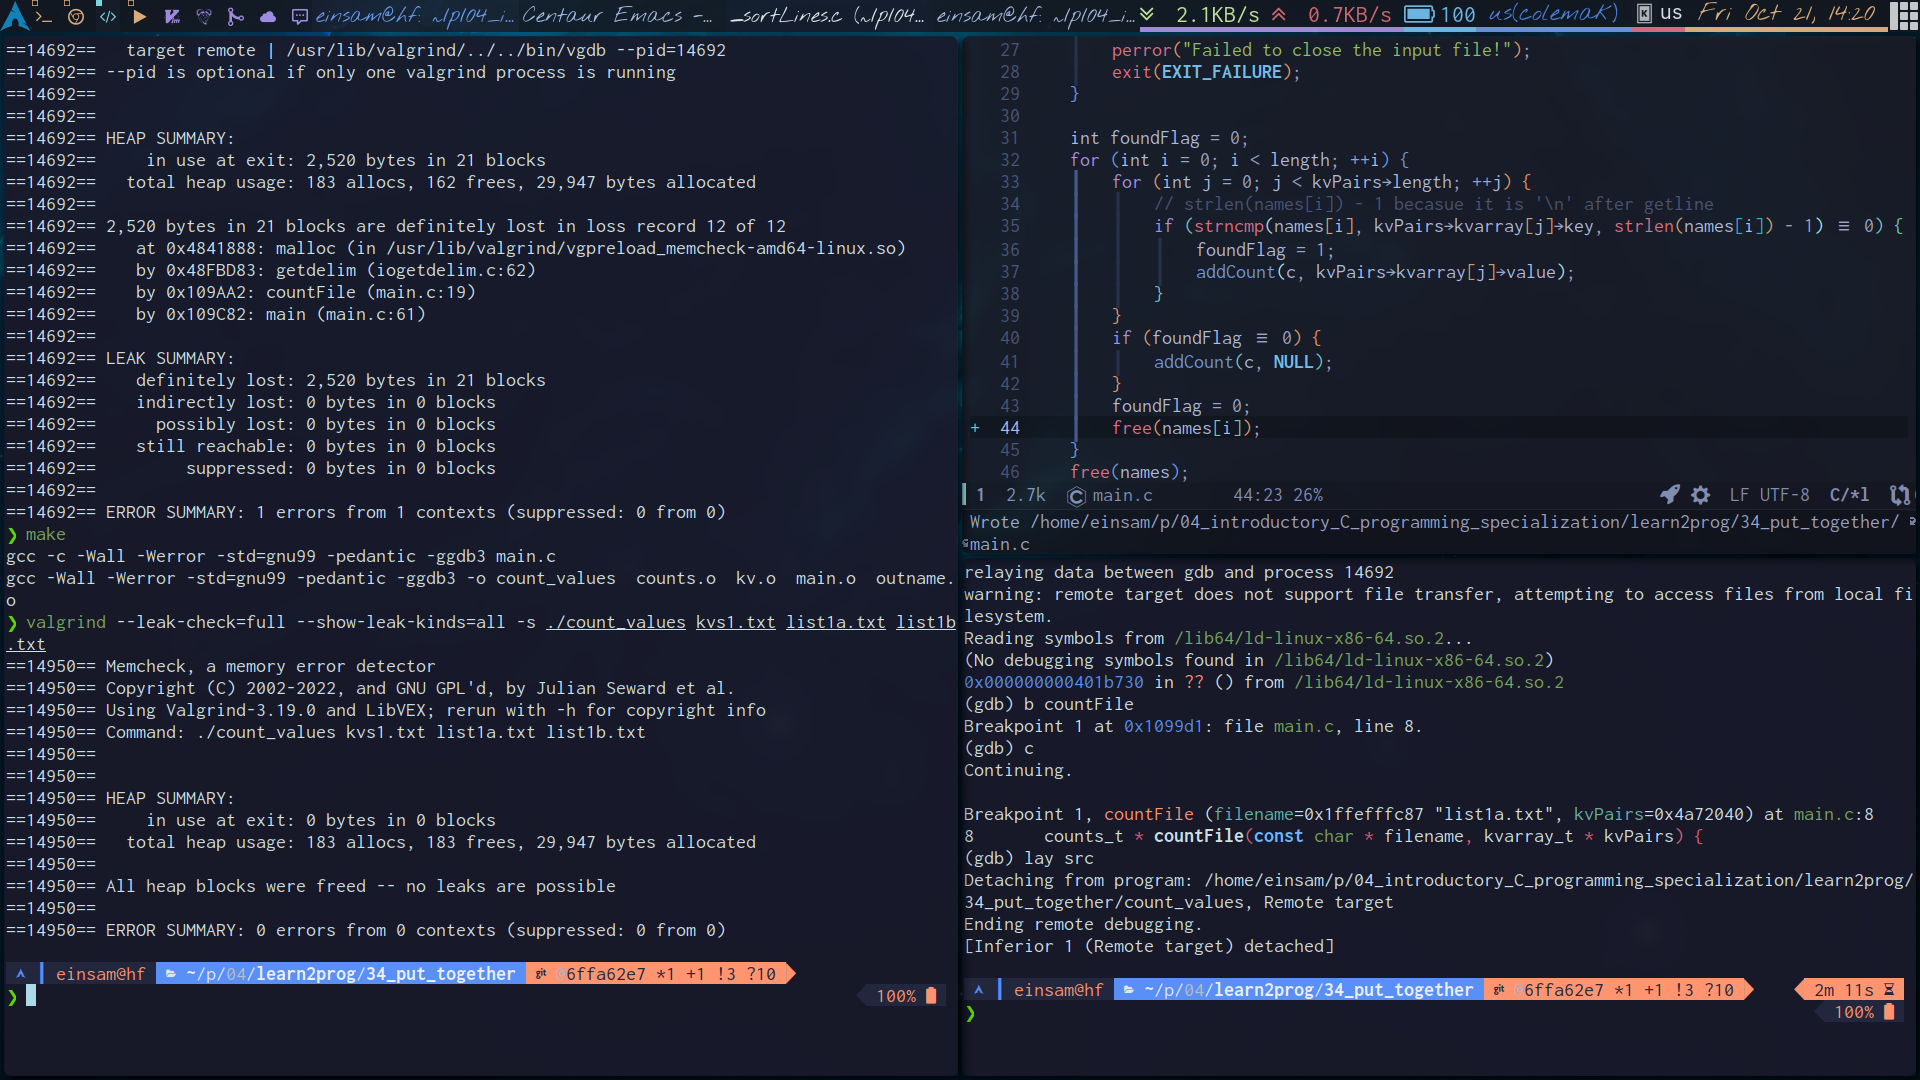 einsam@hf: ~/p/04_i… Centaur Emacs -… _sortLines.c (~/p/04… einsam@hf: ~/p/04_i… 2.1KB/s 0.7KB/s 100 us(colemak) us Fri Oct 21, 14:20
==14692==   target remote | /usr/lib/valgrind/../../bin/vgdb --pid=14692
==14692== --pid is optional if only one valgrind process is running
==14692==
==14692==
==14692== HEAP SUMMARY:
==14692==     in use at exit: 2,520 bytes in 21 blocks
==14692==   total heap usage: 183 allocs, 162 frees, 29,947 bytes allocated
==14692==
==14692== 2,520 bytes in 21 blocks are definitely lost in loss record 12 of 12
==14692==    at 0x4841888: malloc (in /usr/lib/valgrind/vgpreload_memcheck-amd64-linux.so)
==14692==    by 0x48FBD83: getdelim (iogetdelim.c:62)
==14692==    by 0x109AA2: countFile (main.c:19)
==14692==    by 0x109C82: main (main.c:61)
==14692==
==14692== LEAK SUMMARY:
==14692==    definitely lost: 2,520 bytes in 21 blocks
==14692==    indirectly lost: 0 bytes in 0 blocks
==14692==      possibly lost: 0 bytes in 0 blocks
==14692==    still reachable: 0 bytes in 0 blocks
==14692==         suppressed: 0 bytes in 0 blocks
==14692==
==14692== ERROR SUMMARY: 1 errors from 1 contexts (suppressed: 0 from 0)
❯ make
gcc -c -Wall -Werror -std=gnu99 -pedantic -ggdb3 main.c
gcc -Wall -Werror -std=gnu99 -pedantic -ggdb3 -o count_values  counts.o  kv.o  main.o  outname.
o
❯ valgrind --leak-check=full --show-leak-kinds=all -s ./count_values kvs1.txt list1a.txt list1b
.txt
==14950== Memcheck, a memory error detector
==14950== Copyright (C) 2002-2022, and GNU GPL'd, by Julian Seward et al.
==14950== Using Valgrind-3.19.0 and LibVEX; rerun with -h for copyright info
==14950== Command: ./count_values kvs1.txt list1a.txt list1b.txt
==14950==
==14950==
==14950== HEAP SUMMARY:
==14950==     in use at exit: 0 bytes in 0 blocks
==14950==   total heap usage: 183 allocs, 183 frees, 29,947 bytes allocated
==14950==
==14950== All heap blocks were freed -- no leaks are possible
==14950==
==14950== ERROR SUMMARY: 0 errors from 0 contexts (suppressed: 0 from 0)
einsam@hf ~/p/04/learn2prog/34_put_together git @6ffa62e7 *1 +1 !3 ?10
❯ 100%
27         perror("Failed to close the input file!");
28         exit(EXIT_FAILURE);
29     }
30
31     int foundFlag = 0;
32     for (int i = 0; i < length; ++i) {
33         for (int j = 0; j < kvPairs→length; ++j) {
34             // strlen(names[i]) - 1 becasue it is '\n' after getline
35             if (strncmp(names[i], kvPairs→kvarray[j]→key, strlen(names[i]) - 1) ≡ 0) {
36                 foundFlag = 1;
37                 addCount(c, kvPairs→kvarray[j]→value);
38             }
39         }
40         if (foundFlag ≡ 0) {
41             addCount(c, NULL);
42         }
43         foundFlag = 0;
+ 44         free(names[i]);
45     }
46     free(names);
1  2.7k  C main.c  44:23 26%  LF UTF-8  C/*l
Wrote /home/einsam/p/04_introductory_C_programming_specialization/learn2prog/34_put_together/
main.c
relaying data between gdb and process 14692
warning: remote target does not support file transfer, attempting to access files from local fi
lesystem.
Reading symbols from /lib64/ld-linux-x86-64.so.2...
(No debugging symbols found in /lib64/ld-linux-x86-64.so.2)
0x000000000401b730 in ?? () from /lib64/ld-linux-x86-64.so.2
(gdb) b countFile
Breakpoint 1 at 0x1099d1: file main.c, line 8.
(gdb) c
Continuing.
Breakpoint 1, countFile (filename=0x1ffefffc87 "list1a.txt", kvPairs=0x4a72040) at main.c:8
8       counts_t * countFile(const char * filename, kvarray_t * kvPairs) {
(gdb) lay src
Detaching from program: /home/einsam/p/04_introductory_C_programming_specialization/learn2prog/
34_put_together/count_values, Remote target
Ending remote debugging.
[Inferior 1 (Remote target) detached]
einsam@hf ~/p/04/learn2prog/34_put_together git @6ffa62e7 *1 +1 !3 ?10 2m 11s
❯ 100%